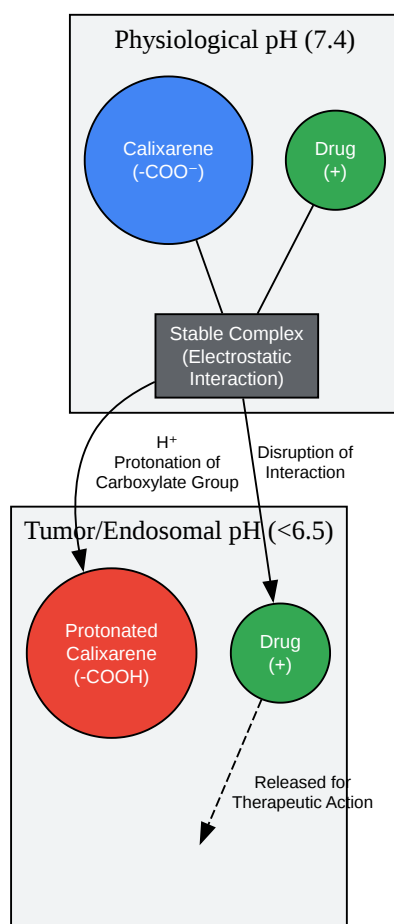 Physiological pH (7.4)
Calixarene
(-COO⁻)
Drug
(+)
Stable Complex
(Electrostatic
Interaction)
H⁺
Protonation of
Carboxylate Group
Disruption of
Interaction
Tumor/Endosomal pH (<6.5)
Protonated
Calixarene
(-COOH)
Drug
(+)
Released for
Therapeutic Action